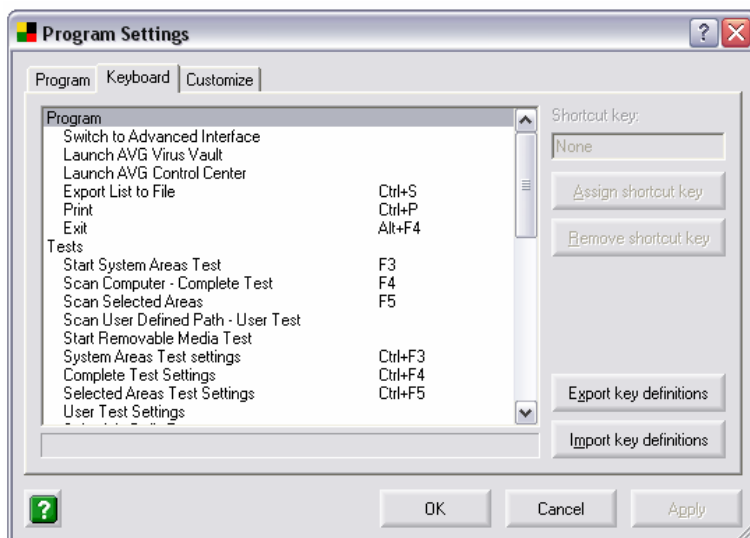 Program Settings
Program Keyboard Customize
Program
Switch to Advanced Interface
Launch AVG Virus Vault
Launch AVG Control Center
Export List to File Ctrl+S
Print Ctrl+P
Exit Alt+F4
Tests
Start System Areas Test F3
Scan Computer - Complete Test F4
Scan Selected Areas F5
Scan User Defined Path - User Test
Start Removable Media Test
System Areas Test settings Ctrl+F3
Complete Test Settings Ctrl+F4
Selected Areas Test Settings Ctrl+F5
User Test Settings
Shortcut key:
None
Assign shortcut key
Remove shortcut key
Export key definitions
Import key definitions
OK Cancel Apply